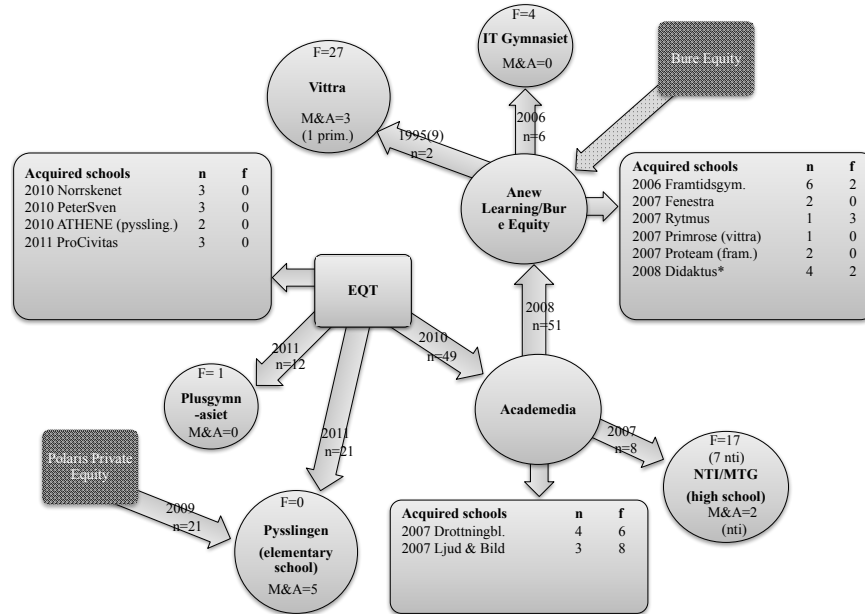 F=4
IT Gymnasiet
M&A=0
F=27
Vittra
M&A=3
(1 prim.)
Bure Equity
2006
n=6
1995(9)
n=2
Acquired schools n f
2010 Norrskenet 3 0
2010 PeterSven 3 0
2010 ATHENE (pyssling.) 2 0
2011 ProCivitas 3 0
Anew
Learning/Bur
e Equity
Acquired schools n f
2006 Framtidsgym. 6 2
2007 Fenestra 2 0
2007 Rytmus 1 3
2007 Primrose (vittra) 1 0
2007 Proteam (fram.) 2 0
2008 Didaktus* 4 2
EQT
2008
n=51
2010
n=49
2011
n=12
F= 1
Plusgymn
-asiet
M&A=0
Academedia
2011
n=21
2007
n=8
F=17
(7 nti)
NTI/MTG
(high school)
M&A=2
(nti)
Polaris Private
Equity
2009
n=21
F=0
Pysslingen
(elementary
school)
M&A=5
Acquired schools n f
2007 Drottningbl. 4 6
2007 Ljud & Bild 3 8